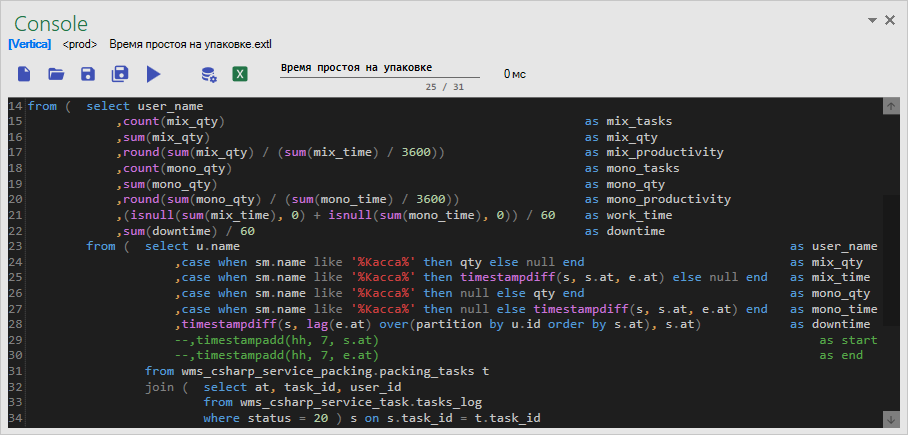 Console
[Vertica] <prod> Время простоя на упаковке.extl
Время простоя на упаковке
0 мс
25 / 31
14 from ( select user_name
15 ,count(mix_qty) as mix_tasks
16 ,sum(mix_qty) as mix_qty
17 ,round(sum(mix_qty) / (sum(mix_time) / 3600)) as mix_productivity
18 ,count(mono_qty) as mono_tasks
19 ,sum(mono_qty) as mono_qty
20 ,round(sum(mono_qty) / (sum(mono_time) / 3600)) as mono_productivity
21 ,(isnull(sum(mix_time), 0) + isnull(sum(mono_time), 0)) / 60 as work_time
22 ,sum(downtime) / 60 as downtime
23 from ( select u.name as user_name
24 ,case when sm.name like '%Касса%' then qty else null end as mix_qty
25 ,case when sm.name like '%Касса%' then timestampdiff(s, s.at, e.at) else null end as mix_time
26 ,case when sm.name like '%Касса%' then null else qty end as mono_qty
27 ,case when sm.name like '%Касса%' then null else timestampdiff(s, s.at, e.at) end as mono_time
28 ,timestampdiff(s, lag(e.at) over(partition by u.id order by s.at), s.at) as downtime
29 --,timestampadd(hh, 7, s.at) as start
30 --,timestampadd(hh, 7, e.at) as end
31 from wms_csharp_service_packing.packing_tasks t
32 join ( select at, task_id, user_id
33 from wms_csharp_service_task.tasks_log
34 where status = 20 ) s on s.task_id = t.task_id